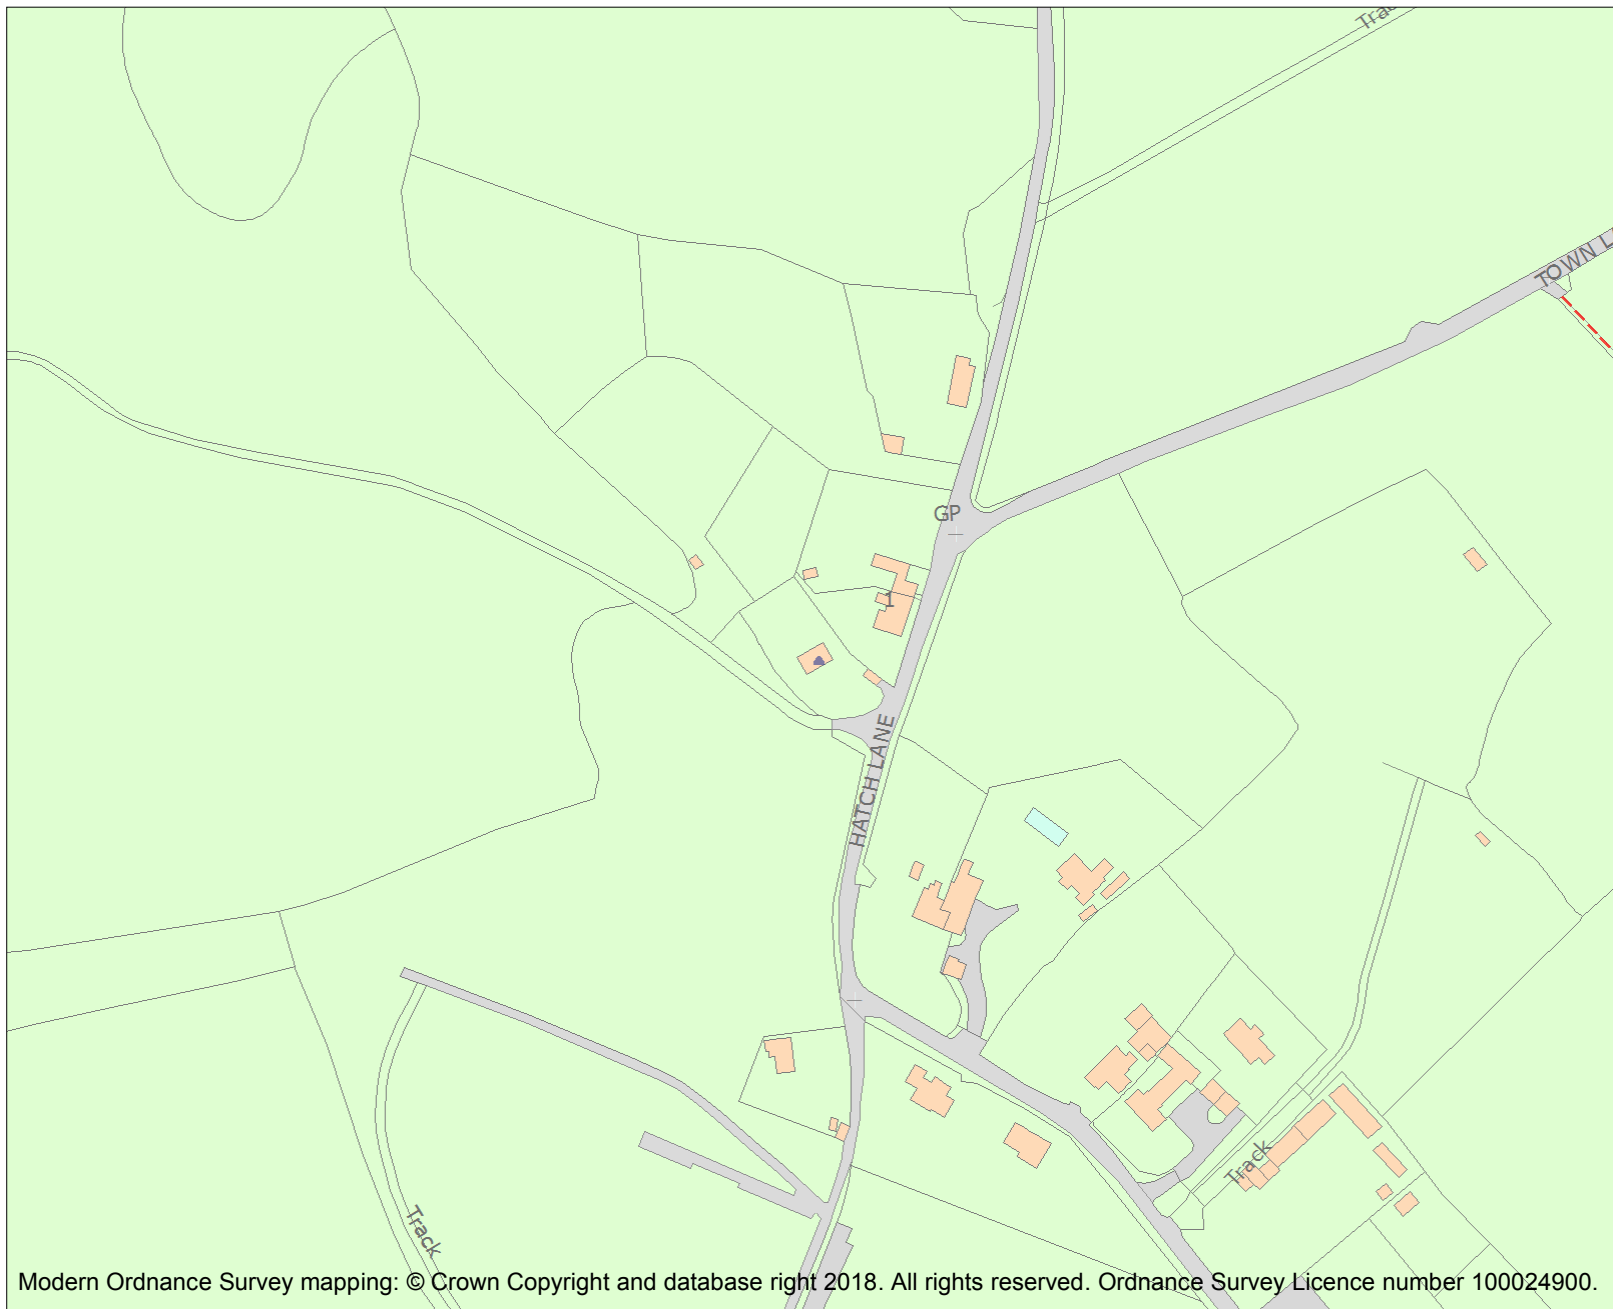 Trac
TOWN L
GP
1
HATCH LANE
Track
Track
Modern Ordnance Survey mapping: © Crown Copyright and database right 2018. All rights reserved. Ordnance Survey Licence number 100024900.